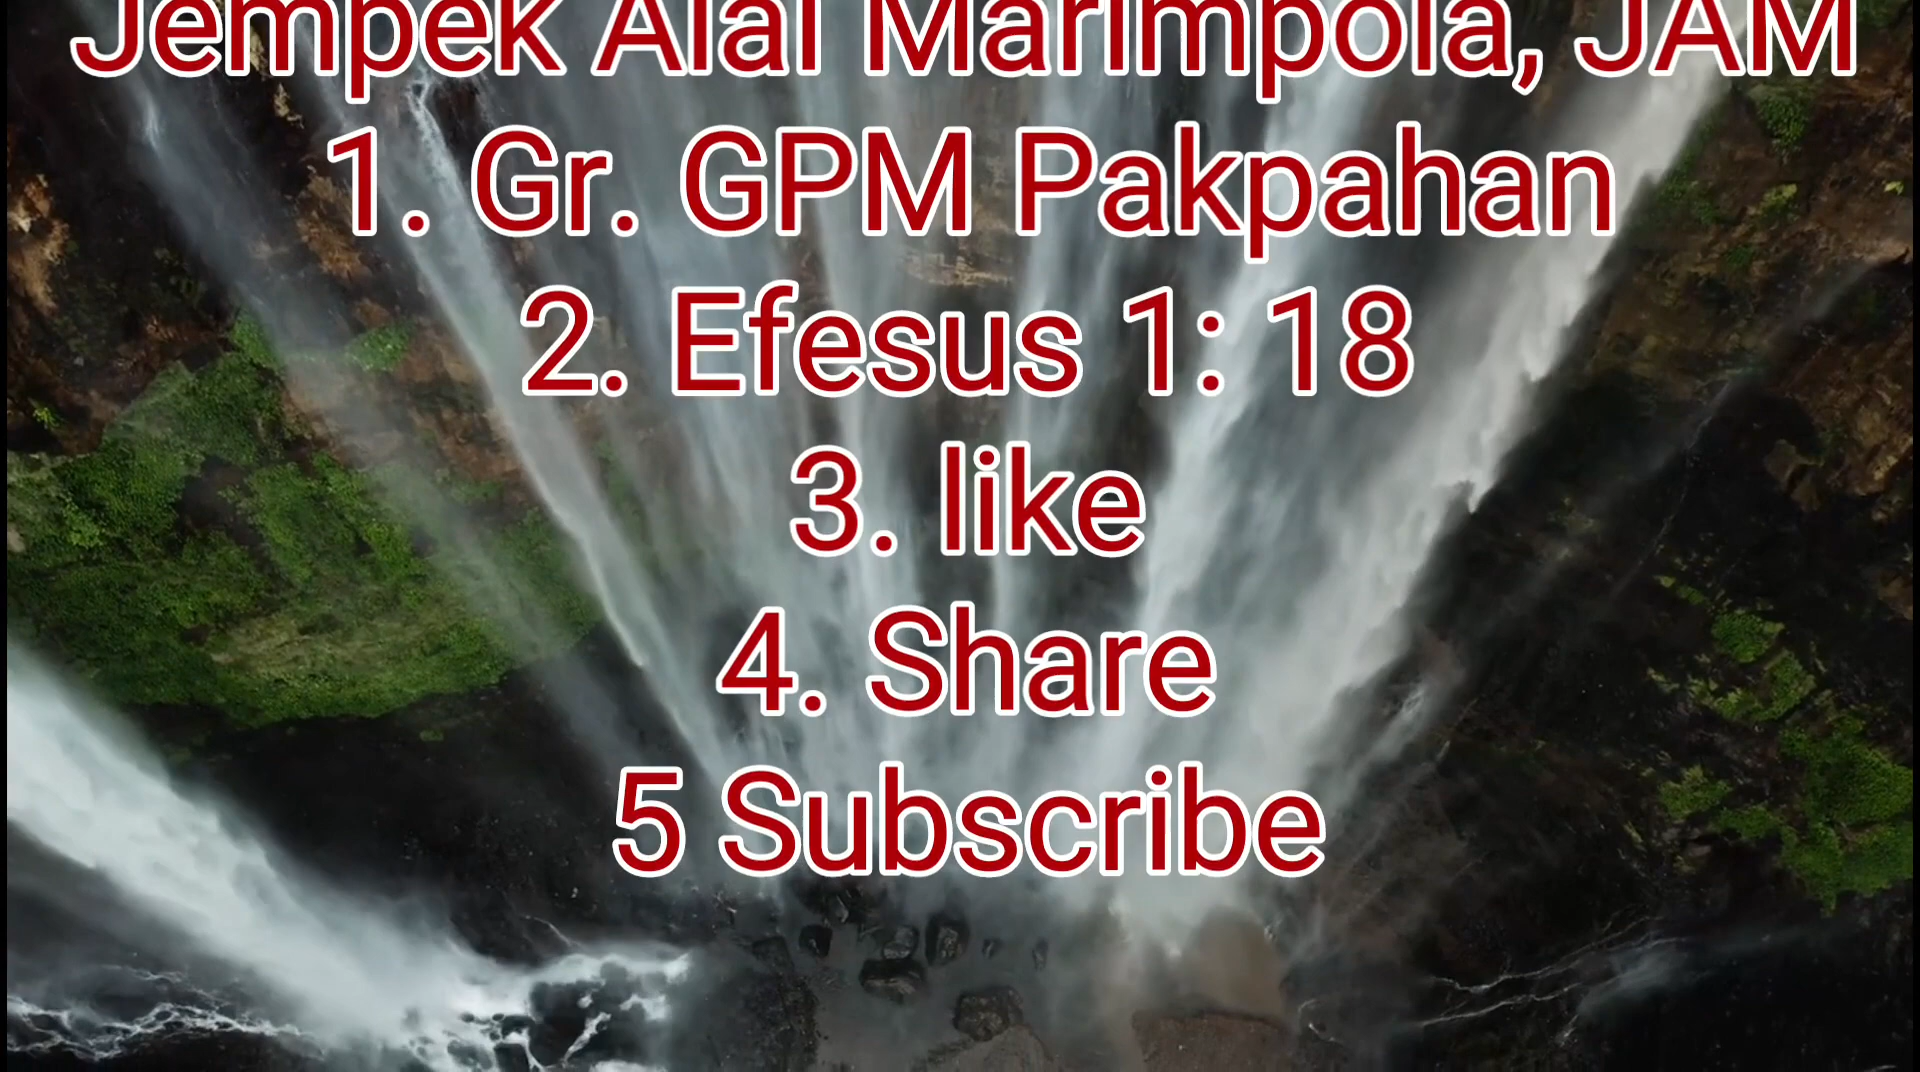 Jempek Alai Marimpola, JAM
1. Gr. GPM Pakpahan
2. Efesus 1: 18
3. like
4. Share
5 Subscribe